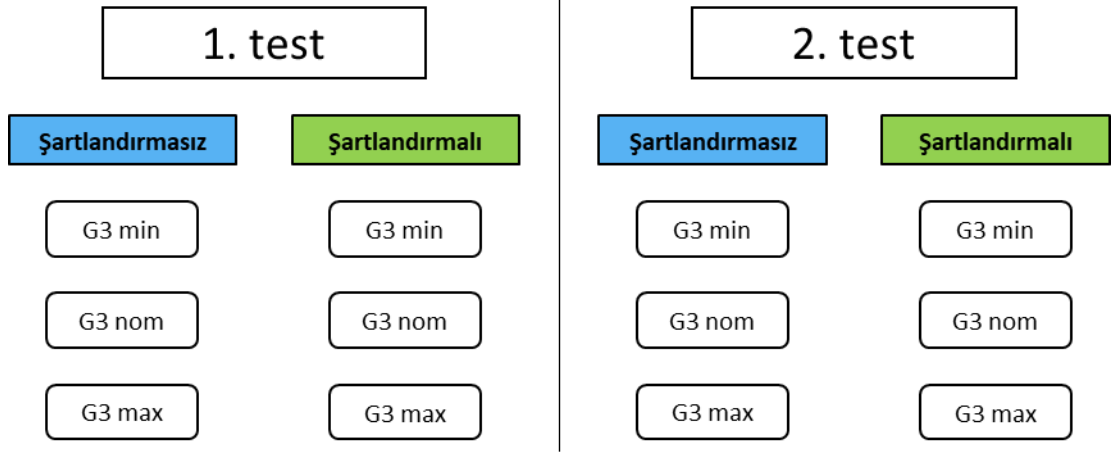 1. test
Şartlandırmasız
Şartlandırmalı
G3 min
G3 min
G3 nom
G3 nom
G3 max
G3 max
2. test
Şartlandırmasız
Şartlandırmalı
G3 min
G3 min
G3 nom
G3 nom
G3 max
G3 max